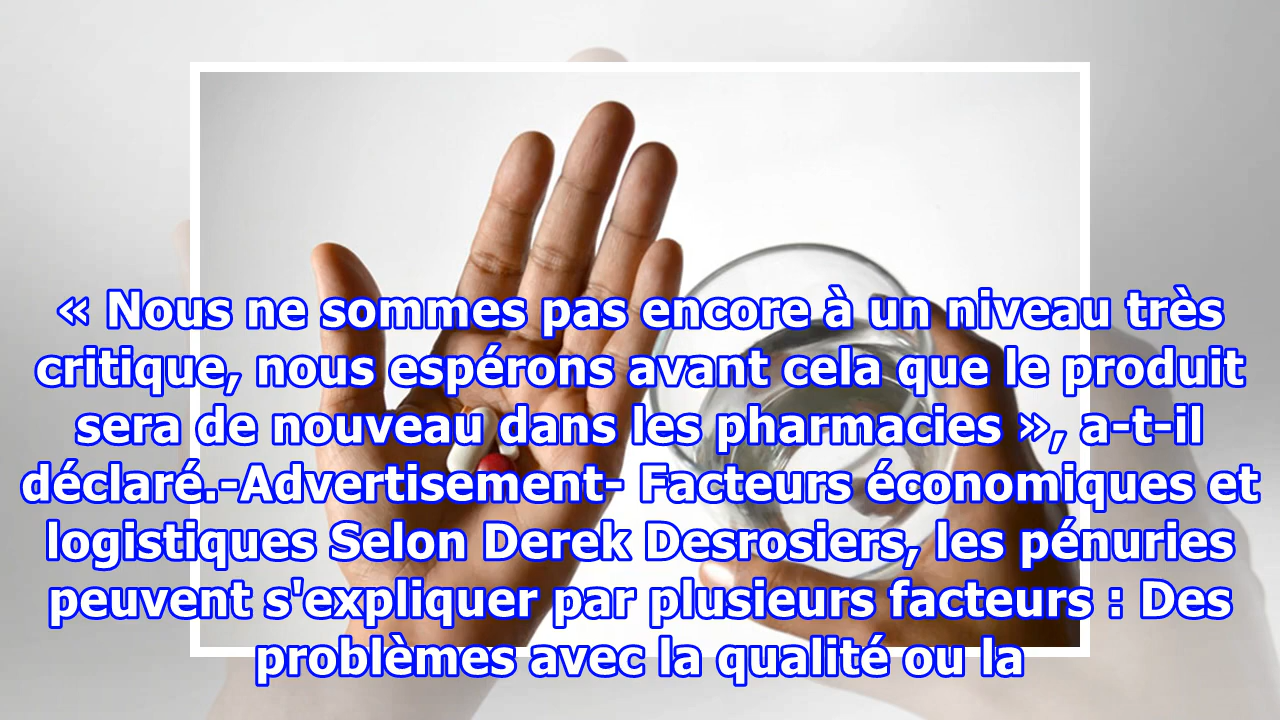 « Nous ne sommes pas encore à un niveau très
critique, nous espérons avant cela que le produit
sera de nouveau dans les pharmacies », a-t-il
déclaré.-Advertisement- Facteurs économiques et
logistiques Selon Derek Desrosiers, les pénuries
peuvent s'expliquer par plusieurs facteurs : Des
problèmes avec la qualité ou la